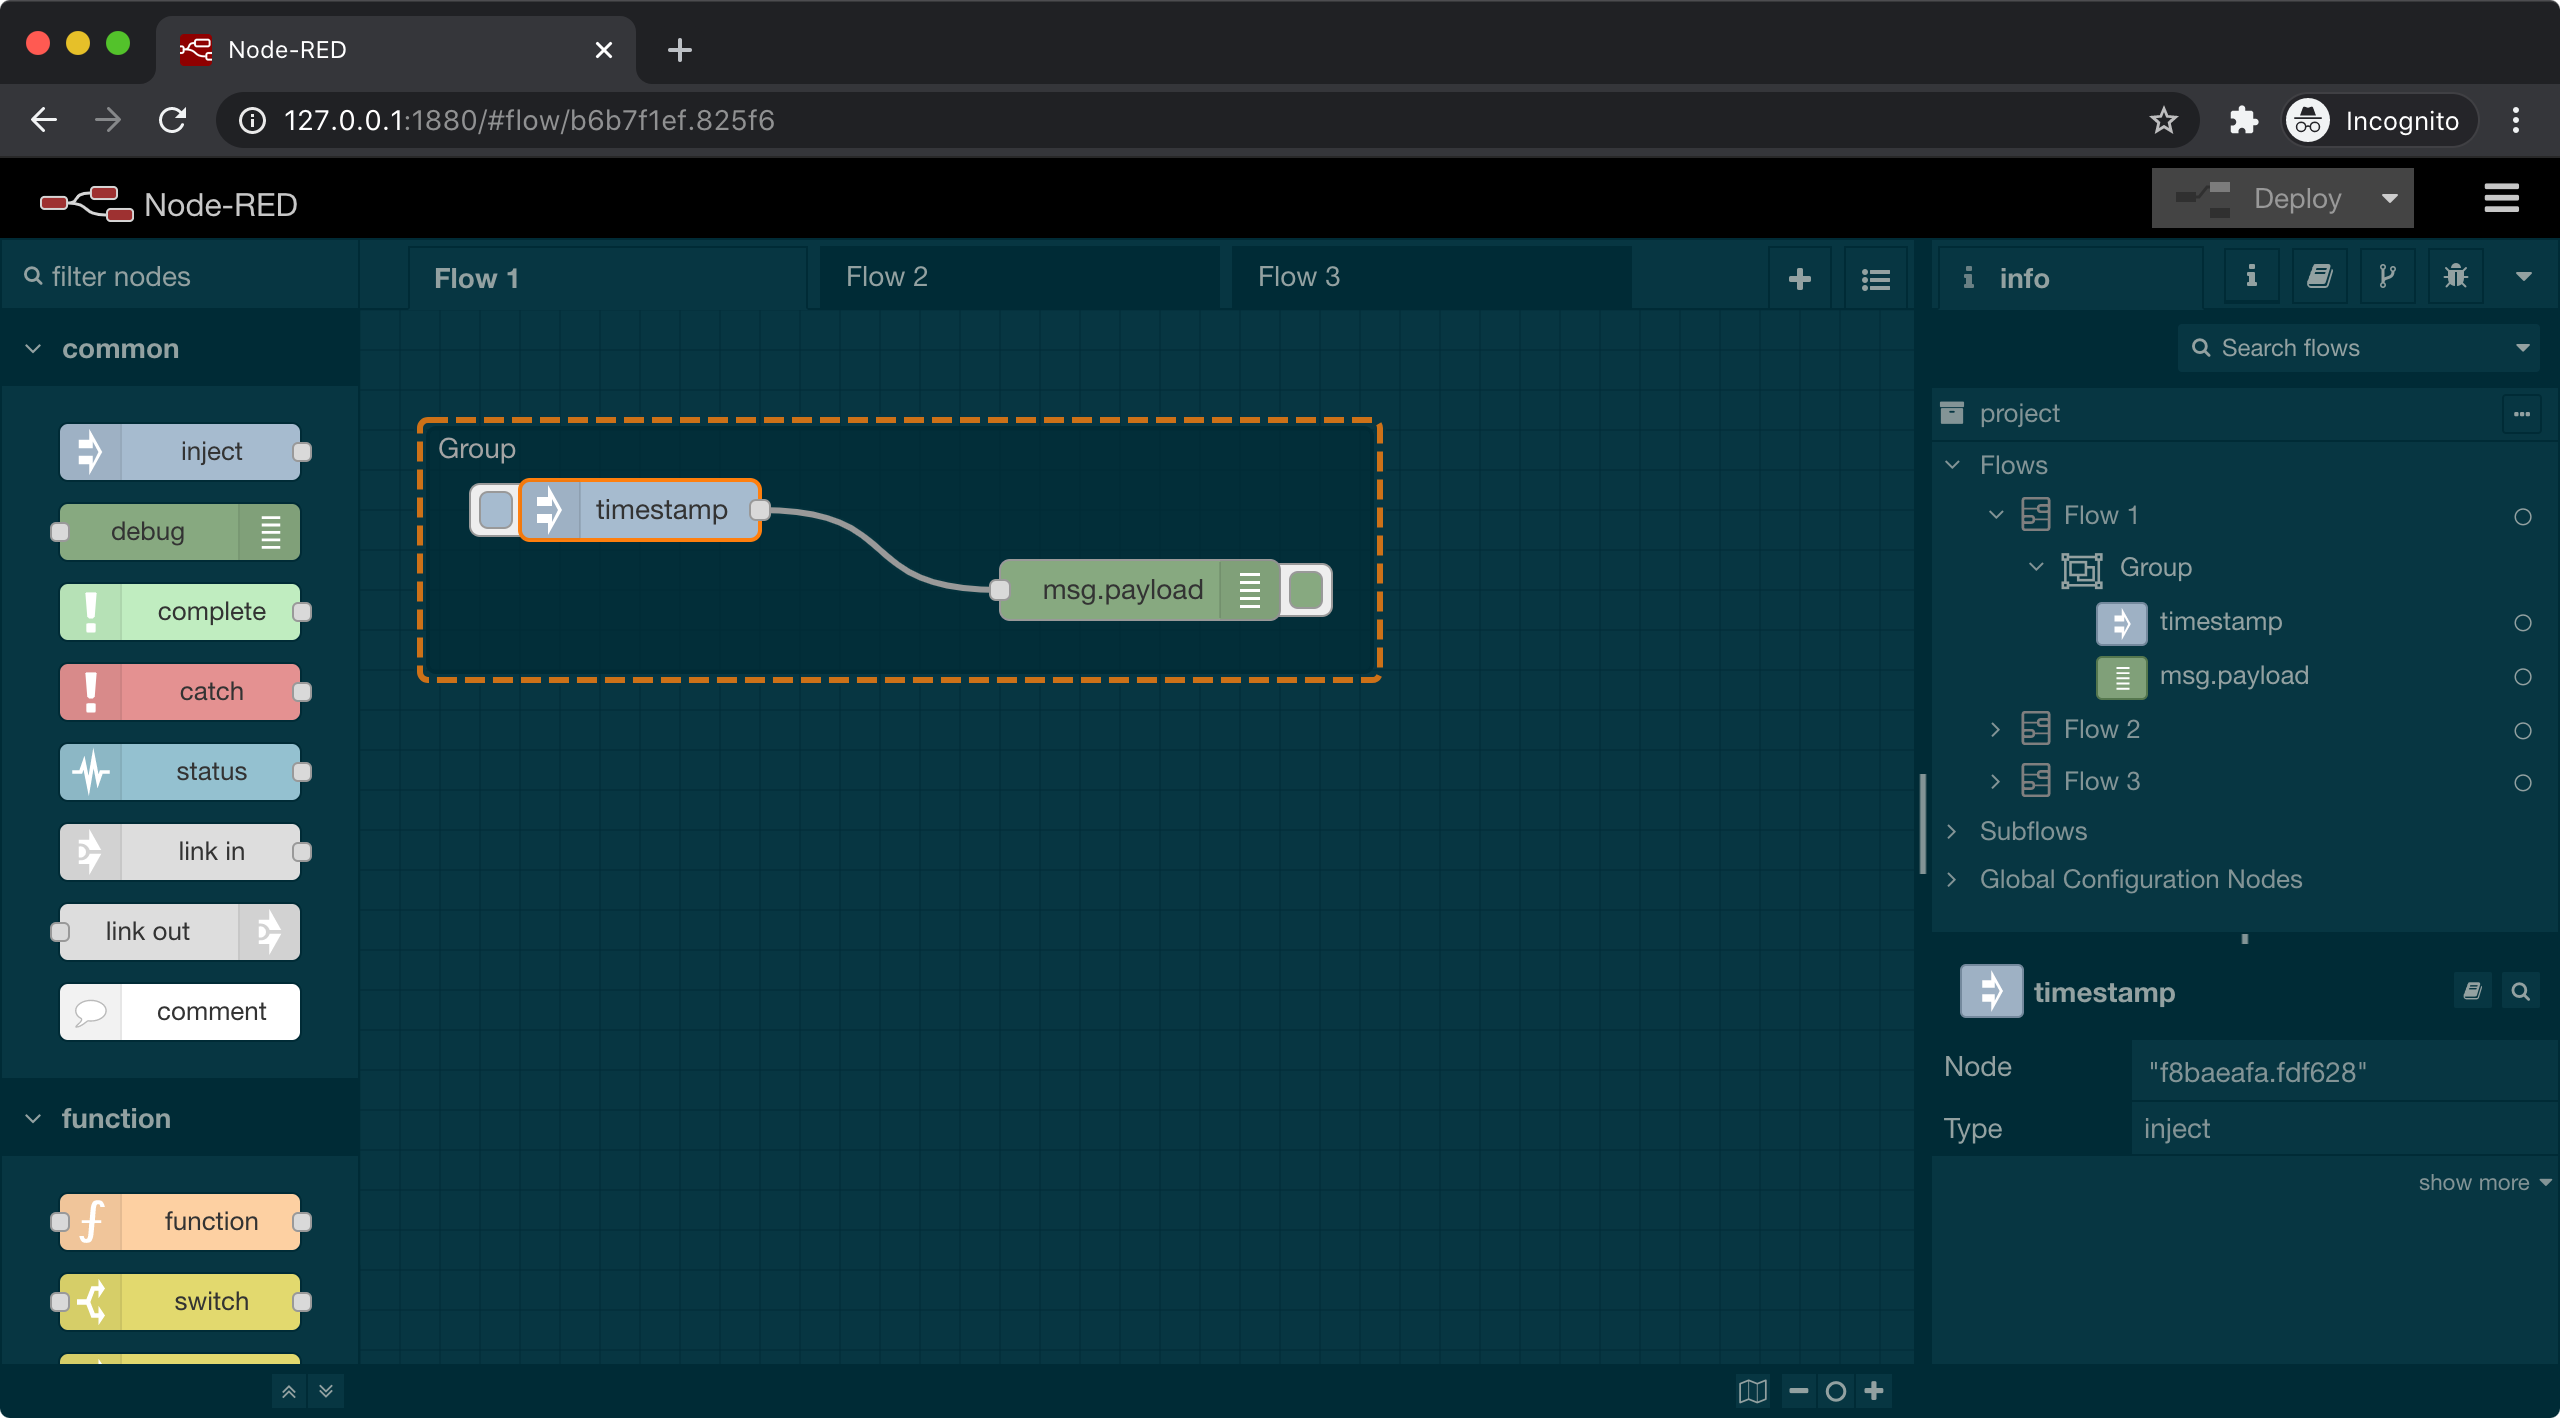 Node-RED
127.0.0.1:1880/#flow/b6b7f1ef.825f6
Incognito
Node-RED
Deploy
filter nodes
Flow 1
Flow 2
Flow 3
info
Search flows
common
inject
debug
complete
catch
status
link in
link out
comment
function
function
switch
Group
timestamp
msg.payload
project
Flows
Flow 1
Group
timestamp
msg.payload
Flow 2
Flow 3
Subflows
Global Configuration Nodes
timestamp
Node "f8baeafa.fdf628"
Type inject
show more